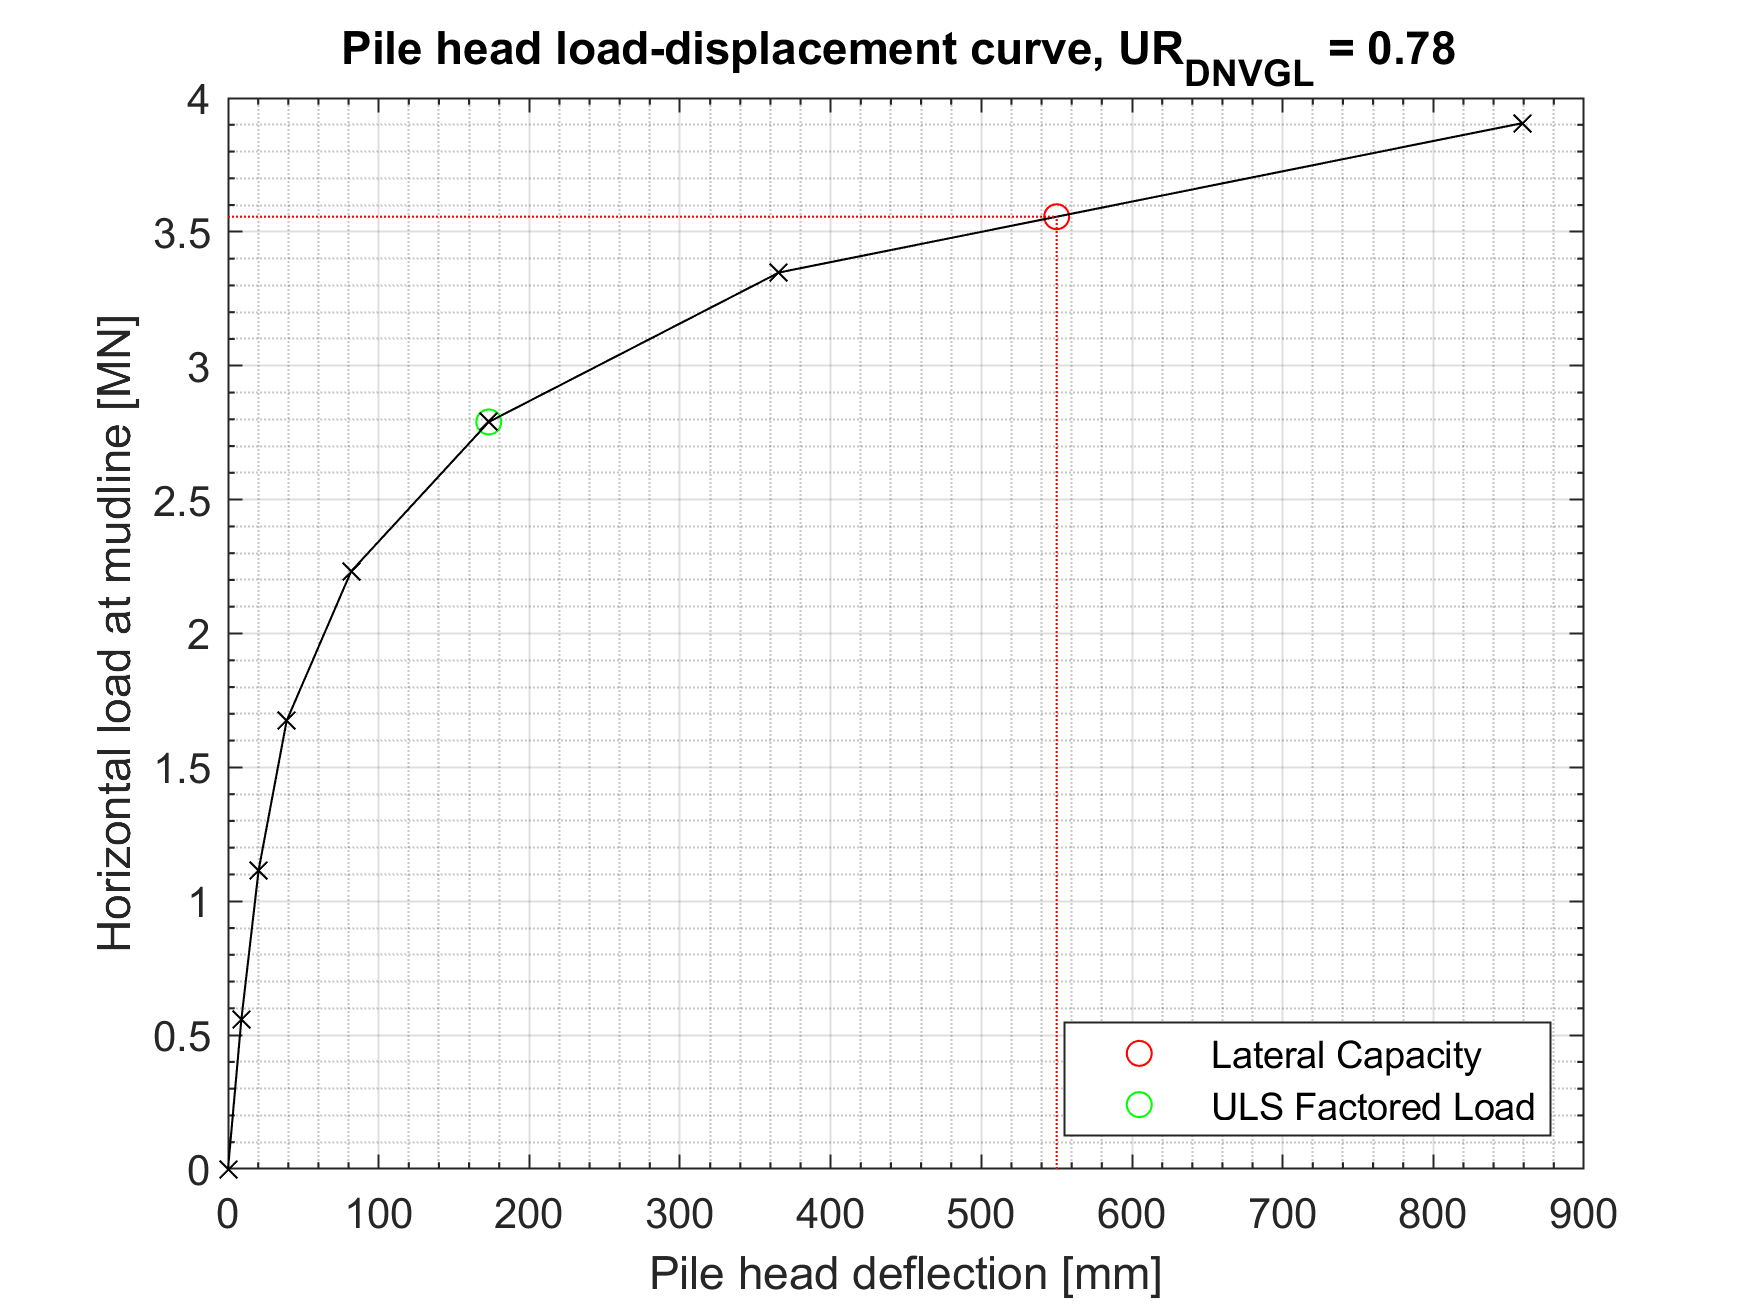 Pile head load-displacement curve, UR_DNVGL = 0.78
4
3.5
3
2.5
2
1.5
1
0.5
0
Horizontal load at mudline [MN]
Lateral Capacity
ULS Factored Load
0 100 200 300 400 500 600 700 800 900
Pile head deflection [mm]